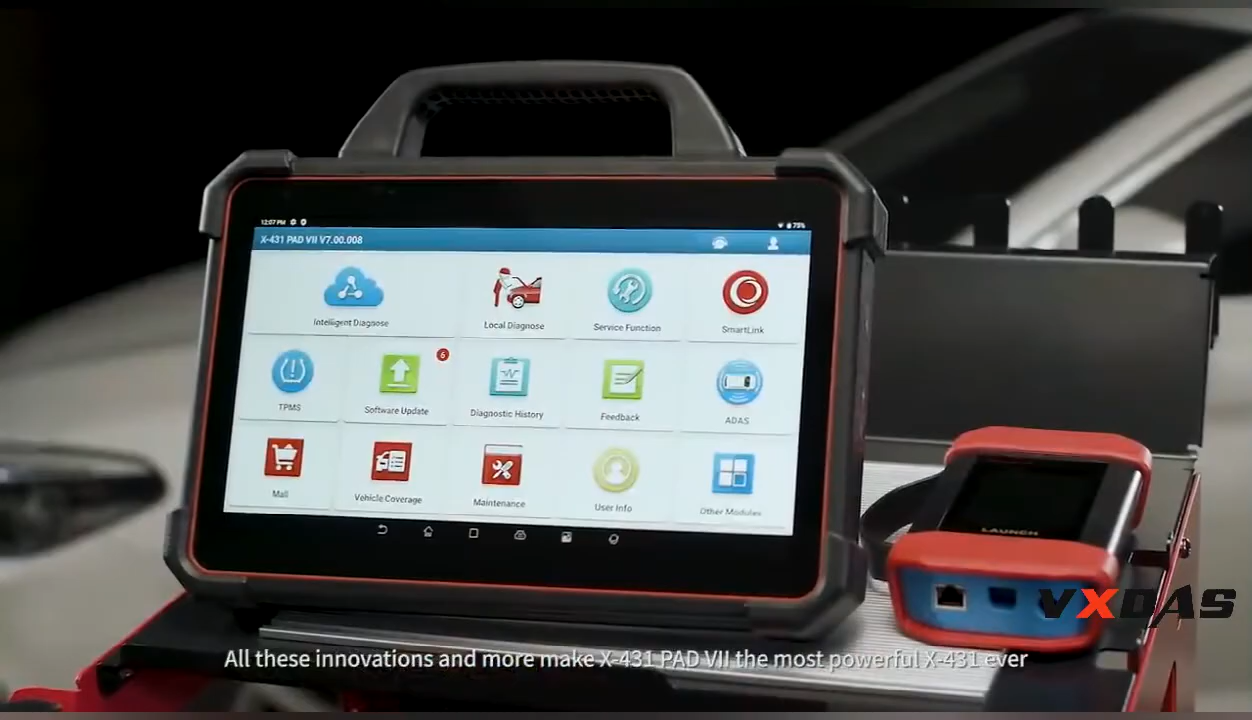 12:07 PM
75%
X-431 PAD VII V7.00.008
Intelligent Diagnose
Local Diagnose
Service Function
SmartLink
TPMS
6
Software Update
Diagnostic History
Feedback
ADAS
Mall
Vehicle Coverage
Maintenance
User Info
Other Modules
LAUNCH
VXDAS
All these innovations and more make X-431 PAD VII the most powerful X-431 ever